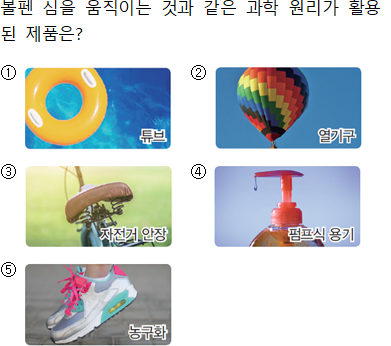 볼펜 심을 움직이는 것과 같은 과학 원리가 활용
된 제품은?
① ②
튜브 열기구
③ ④
자전거 안장 펌프식 용기
⑤
농구화